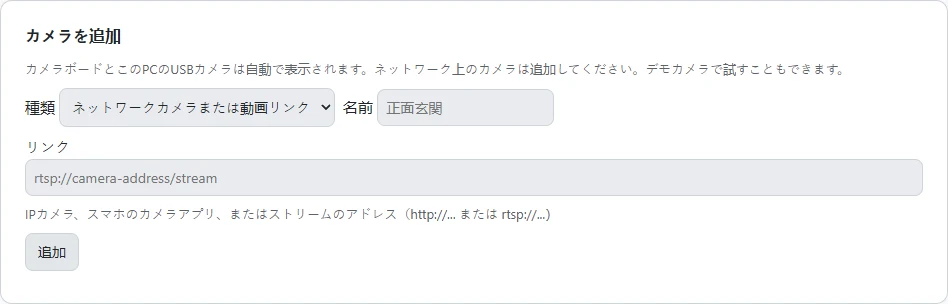 カメラを追加
カメラボードとこのPCのUSBカメラは自動で表示されます。ネットワーク上のカメラは追加してください。デモカメラで試すこともできます。
種類 ネットワークカメラまたは動画リンク 名前 正面玄関
リンク
rtsp://camera-address/stream
IPカメラ、スマホのカメラアプリ、またはストリームのアドレス（http://... または rtsp://...）
追加